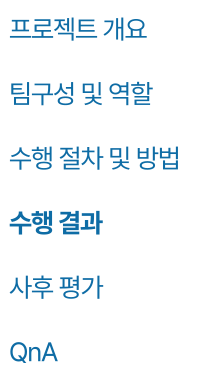 프로젝트 개요
팀구성 및 역할
수행 절차 및 방법
수행 결과
사후 평가
QnA